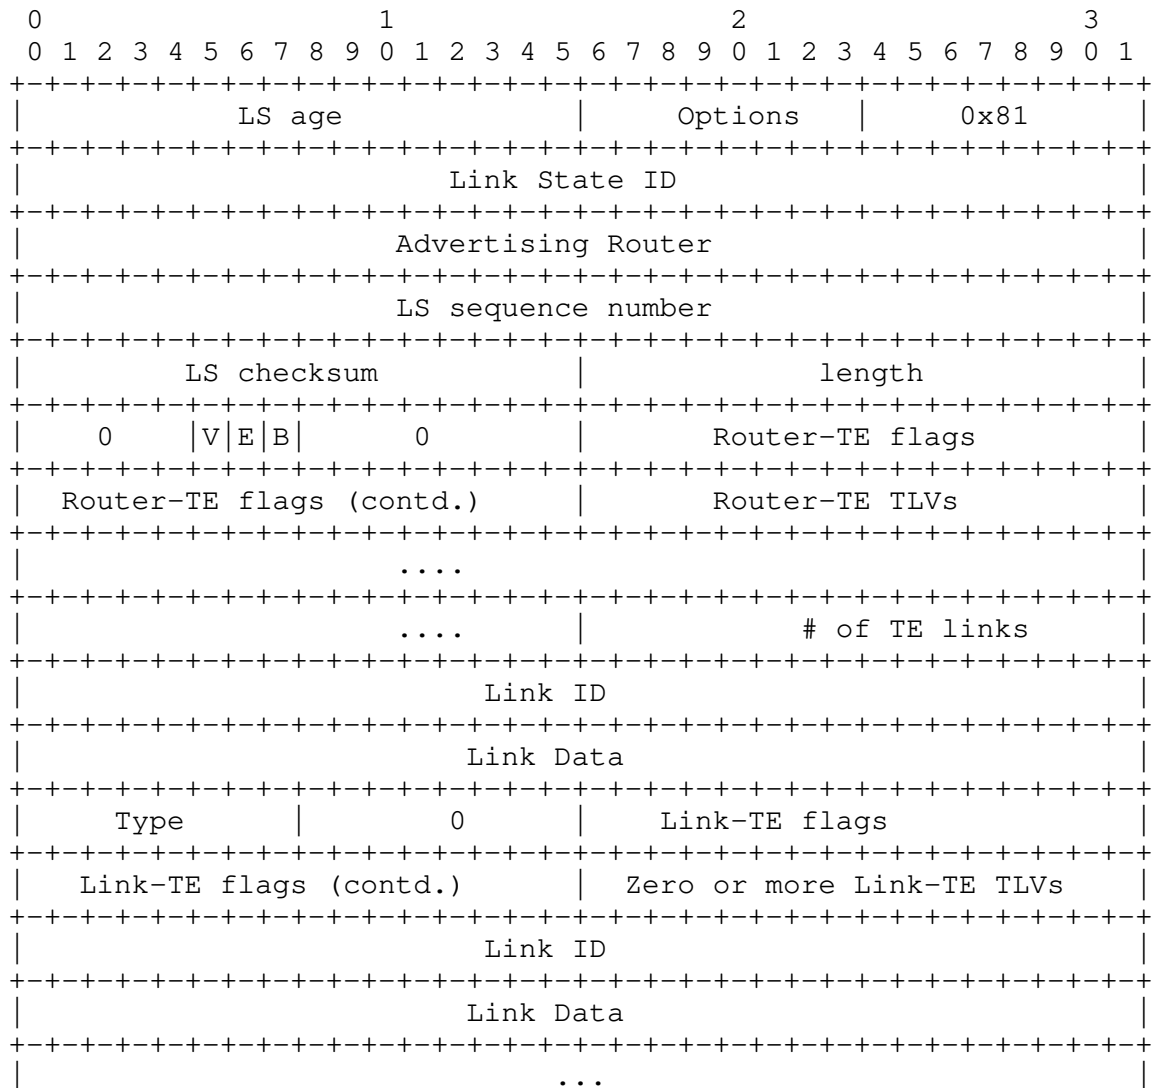 0                   1                   2                   3
 0 1 2 3 4 5 6 7 8 9 0 1 2 3 4 5 6 7 8 9 0 1 2 3 4 5 6 7 8 9 0 1
+-+-+-+-+-+-+-+-+-+-+-+-+-+-+-+-+-+-+-+-+-+-+-+-+-+-+-+-+-+-+-+-+
|            LS age             |     Options   |     0x81      |
+-+-+-+-+-+-+-+-+-+-+-+-+-+-+-+-+-+-+-+-+-+-+-+-+-+-+-+-+-+-+-+-+
|                        Link State ID                          |
+-+-+-+-+-+-+-+-+-+-+-+-+-+-+-+-+-+-+-+-+-+-+-+-+-+-+-+-+-+-+-+-+
|                     Advertising Router                        |
+-+-+-+-+-+-+-+-+-+-+-+-+-+-+-+-+-+-+-+-+-+-+-+-+-+-+-+-+-+-+-+-+
|                     LS sequence number                        |
+-+-+-+-+-+-+-+-+-+-+-+-+-+-+-+-+-+-+-+-+-+-+-+-+-+-+-+-+-+-+-+-+
|         LS checksum           |             length            |
+-+-+-+-+-+-+-+-+-+-+-+-+-+-+-+-+-+-+-+-+-+-+-+-+-+-+-+-+-+-+-+-+
|    0    |V|E|B|      0        |       Router-TE flags         |
+-+-+-+-+-+-+-+-+-+-+-+-+-+-+-+-+-+-+-+-+-+-+-+-+-+-+-+-+-+-+-+-+
|  Router-TE flags (contd.)     |       Router-TE TLVs          |
+-+-+-+-+-+-+-+-+-+-+-+-+-+-+-+-+-+-+-+-+-+-+-+-+-+-+-+-+-+-+-+-+
|                     ....                                      |
+-+-+-+-+-+-+-+-+-+-+-+-+-+-+-+-+-+-+-+-+-+-+-+-+-+-+-+-+-+-+-+-+
|                     ....      |            # of TE links      |
+-+-+-+-+-+-+-+-+-+-+-+-+-+-+-+-+-+-+-+-+-+-+-+-+-+-+-+-+-+-+-+-+
|                          Link ID                              |
+-+-+-+-+-+-+-+-+-+-+-+-+-+-+-+-+-+-+-+-+-+-+-+-+-+-+-+-+-+-+-+-+
|                         Link Data                             |
+-+-+-+-+-+-+-+-+-+-+-+-+-+-+-+-+-+-+-+-+-+-+-+-+-+-+-+-+-+-+-+-+
|     Type      |        0      |    Link-TE flags              |
+-+-+-+-+-+-+-+-+-+-+-+-+-+-+-+-+-+-+-+-+-+-+-+-+-+-+-+-+-+-+-+-+
|   Link-TE flags (contd.)      |  Zero or more Link-TE TLVs    |
+-+-+-+-+-+-+-+-+-+-+-+-+-+-+-+-+-+-+-+-+-+-+-+-+-+-+-+-+-+-+-+-+
|                          Link ID                              |
+-+-+-+-+-+-+-+-+-+-+-+-+-+-+-+-+-+-+-+-+-+-+-+-+-+-+-+-+-+-+-+-+
|                         Link Data                             |
+-+-+-+-+-+-+-+-+-+-+-+-+-+-+-+-+-+-+-+-+-+-+-+-+-+-+-+-+-+-+-+-+
|                              ...                              |